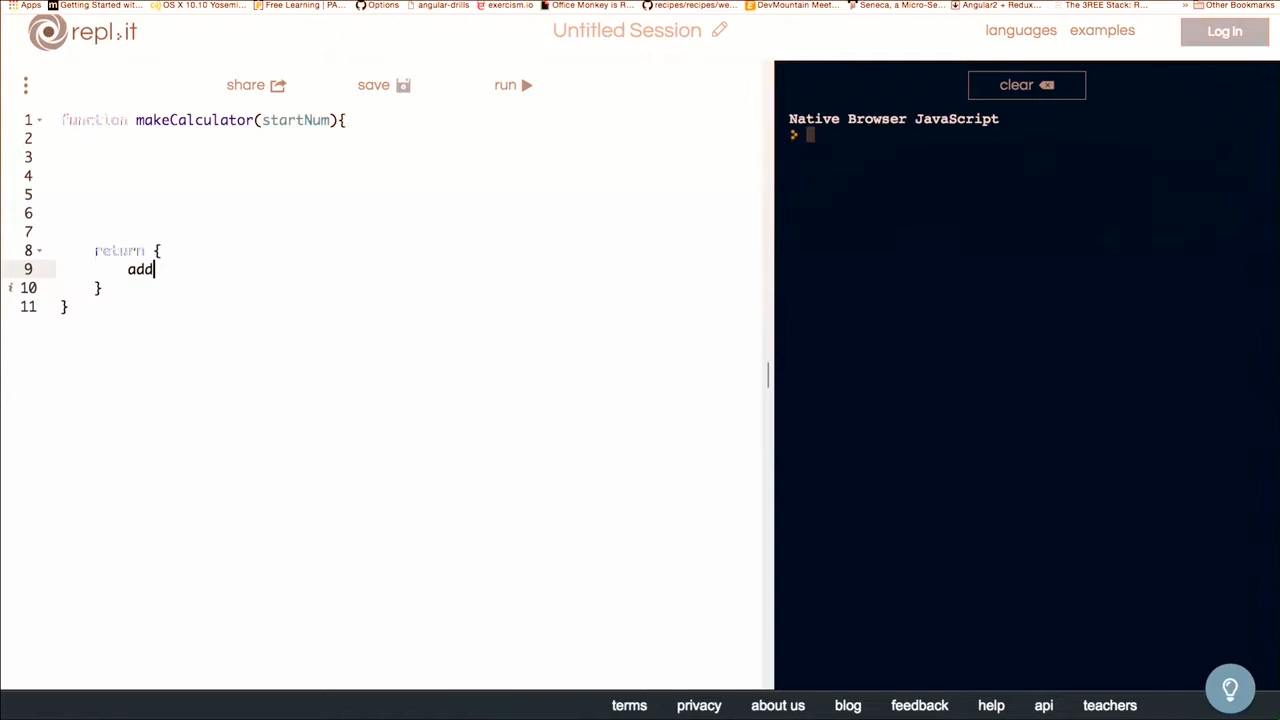 Apps Getting Started wit... OS X 10.10 Yosemi... Free Learning | PA... Options angular-drills exercism.io Office Monkey is R... recipes/recipes/we... DevMountain Meet... Seneca, a Micro-Se... Angular2 + Redux... The 3REE Stack: R... » Other Bookmarks
repl.it Untitled Session languages examples Log in
share save run clear
1 function makeCalculator(startNum){
2
3
4
5
6
7
8 return {
9 add
10 }
11 }
Native Browser JavaScript
>
terms privacy about us blog feedback help api teachers